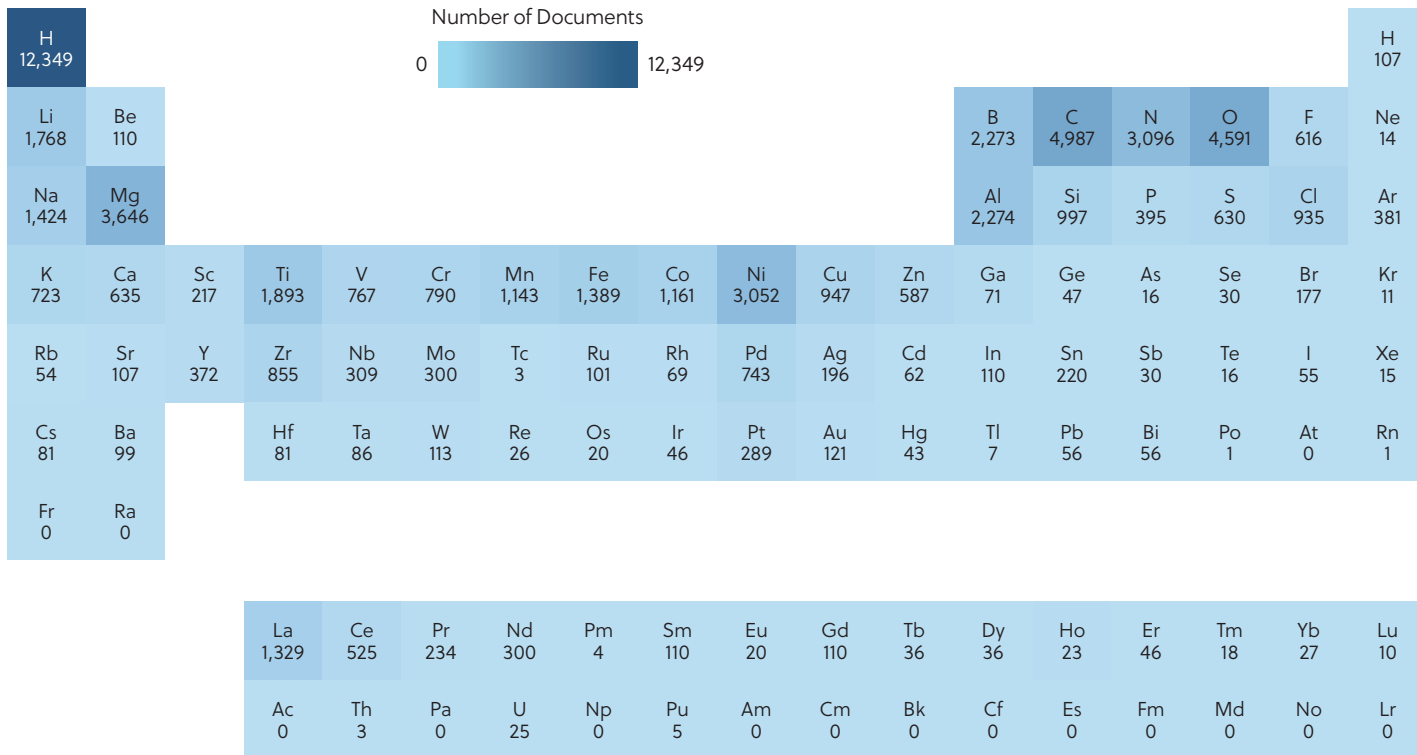 Number of Documents
0 12,349
H H
12,349 107
Li Be B C N O F Ne
1,768 110 2,273 4,987 3,096 4,591 616 14
Na Mg Al Si P S Cl Ar
1,424 3,646 2,274 997 395 630 935 381
K Ca Sc Ti V Cr Mn Fe Co Ni Cu Zn Ga Ge As Se Br Kr
723 635 217 1,893 767 790 1,143 1,389 1,161 3,052 947 587 71 47 16 30 177 11
Rb Sr Y Zr Nb Mo Tc Ru Rh Pd Ag Cd In Sn Sb Te I Xe
54 107 372 855 309 300 3 101 69 743 196 62 110 220 30 16 55 15
Cs Ba Hf Ta W Re Os Ir Pt Au Hg Tl Pb Bi Po At Rn
81 99 81 86 113 26 20 46 289 121 43 7 56 56 1 0 1
Fr Ra
0 0
La Ce Pr Nd Pm Sm Eu Gd Tb Dy Ho Er Tm Yb Lu
1,329 525 234 300 4 110 20 110 36 36 23 46 18 27 10
Ac Th Pa U Np Pu Am Cm Bk Cf Es Fm Md No Lr
0 3 0 25 0 5 0 0 0 0 0 0 0 0 0